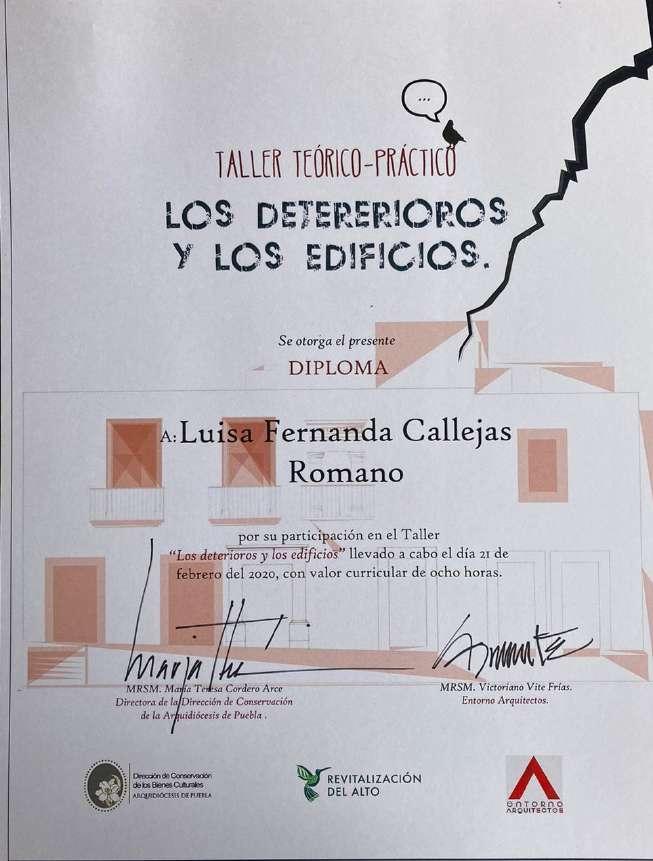 ...
TALLER TEÓRICO-PRÁCTICO
LOS DETERERIOROS
Y LOS EDIFICIOS.
Se otorga el presente
DIPLOMA
A: Luisa Fernanda Callejas
Romano
por su participación en el Taller
"Los deterioros y los edificios" llevado a cabo el día 21 de
febrero del 2020, con valor curricular de ocho horas.
MRSM. María Teresa Cordero Arce
Directora de la Dirección de Conservación
de la Arquidiócesis de Puebla .
MRSM. Victoriano Vite Frías.
Entorno Arquitectos.
Dirección de Conservación
de los Bienes Culturales
ARQUIDIÓCESIS DE PUEBLA
REVITALIZACIÓN
DEL ALTO
ENTORNO
ARQUITECTOS